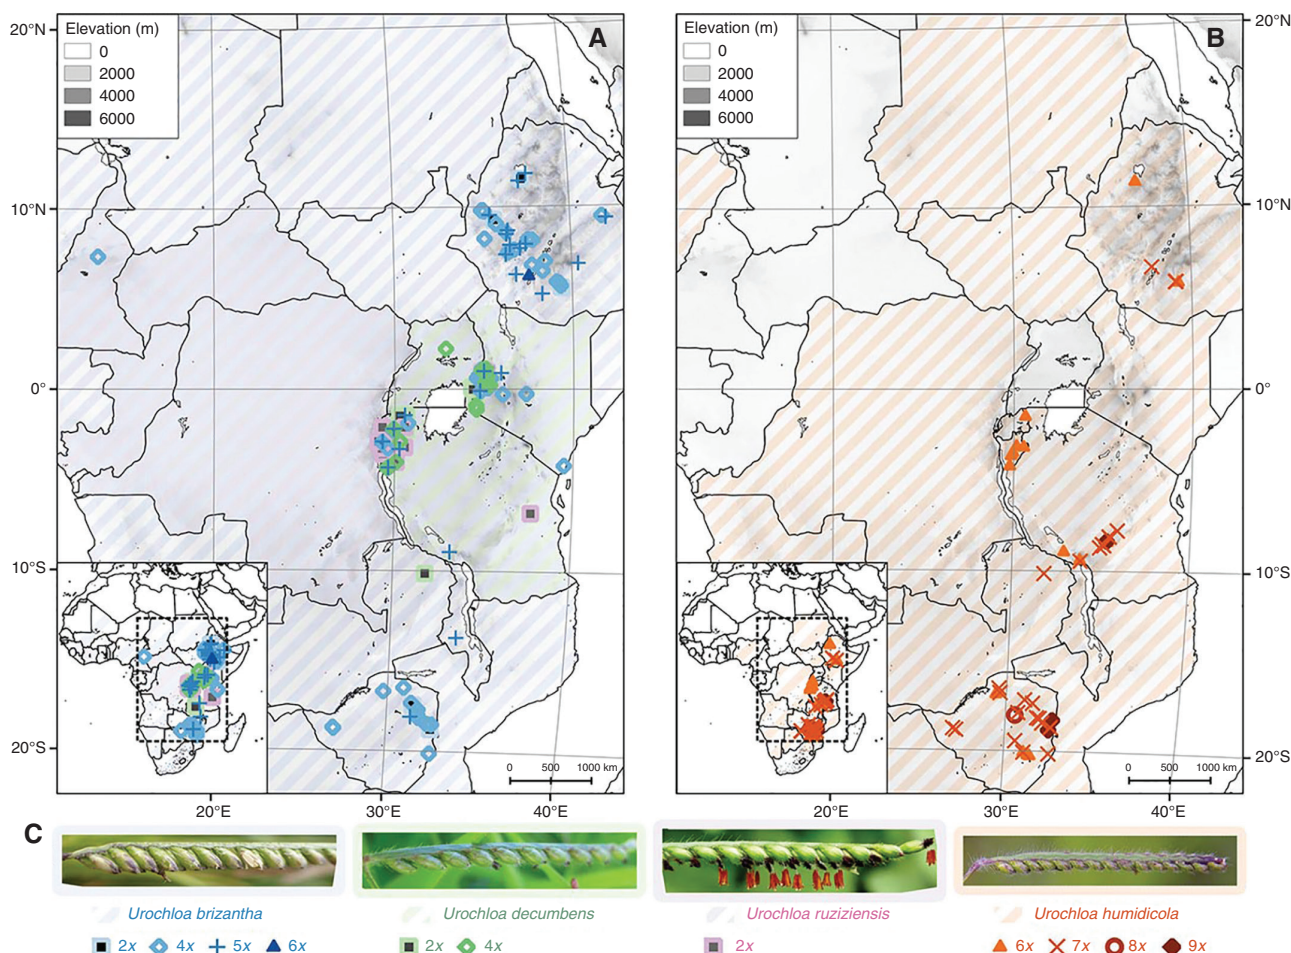 Elevation (m)
0
2000
4000
6000
A
20°N
10°N
0°
10°S
20°S
0 500 1000 km
20°E 30°E 40°E
Elevation (m)
0
2000
4000
6000
B
20°N
10°N
0°
10°S
20°S
0 500 1000 km
20°E 30°E 40°E
C
Urochloa brizantha Urochloa decumbens Urochloa ruziziensis Urochloa humidicola
2x 4x 5x 6x 2x 4x 2x 6x 7x 8x 9x